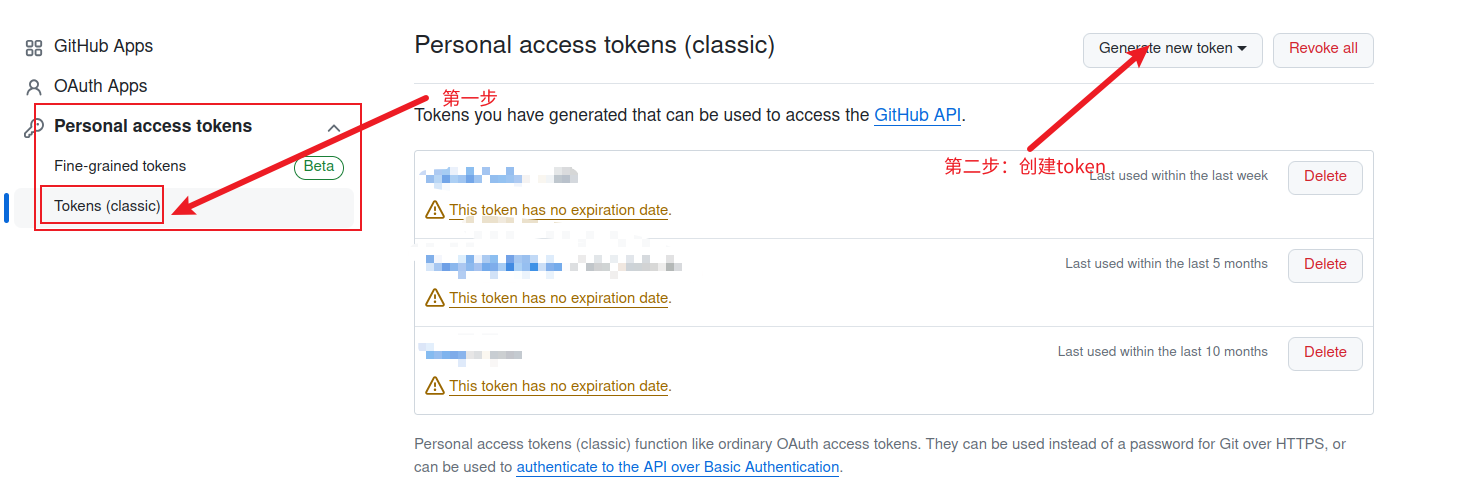 GitHub Apps
OAuth Apps
Personal access tokens
Fine-grained tokens
Beta
Tokens (classic)
Personal access tokens (classic)
Generate new token
Revoke all
第一步
Tokens you have generated that can be used to access the GitHub API.
第二步：创建token
Last used within the last week
Delete
This token has no expiration date.
Last used within the last 5 months
Delete
This token has no expiration date.
Last used within the last 10 months
Delete
This token has no expiration date.
Personal access tokens (classic) function like ordinary OAuth access tokens. They can be used instead of a password for Git over HTTPS, or
can be used to authenticate to the API over Basic Authentication.